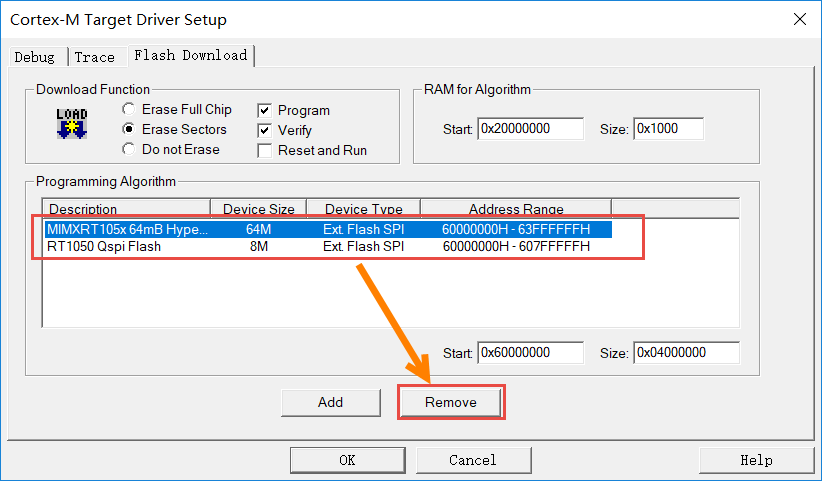 Cortex-M Target Driver Setup
Debug Trace Flash Download
Download Function
LOAD
Erase Full Chip
Erase Sectors
Do not Erase
Program
Verify
Reset and Run
RAM for Algorithm
Start: 0x20000000 Size: 0x1000
Programming Algorithm
Description Device Size Device Type Address Range
MIMXRT105x 64mB Hype... 64M Ext. Flash SPI 60000000H - 63FFFFFFH
RT1050 Qspi Flash 8M Ext. Flash SPI 60000000H - 607FFFFFH
Start: 0x60000000 Size: 0x04000000
Add Remove
OK Cancel Help